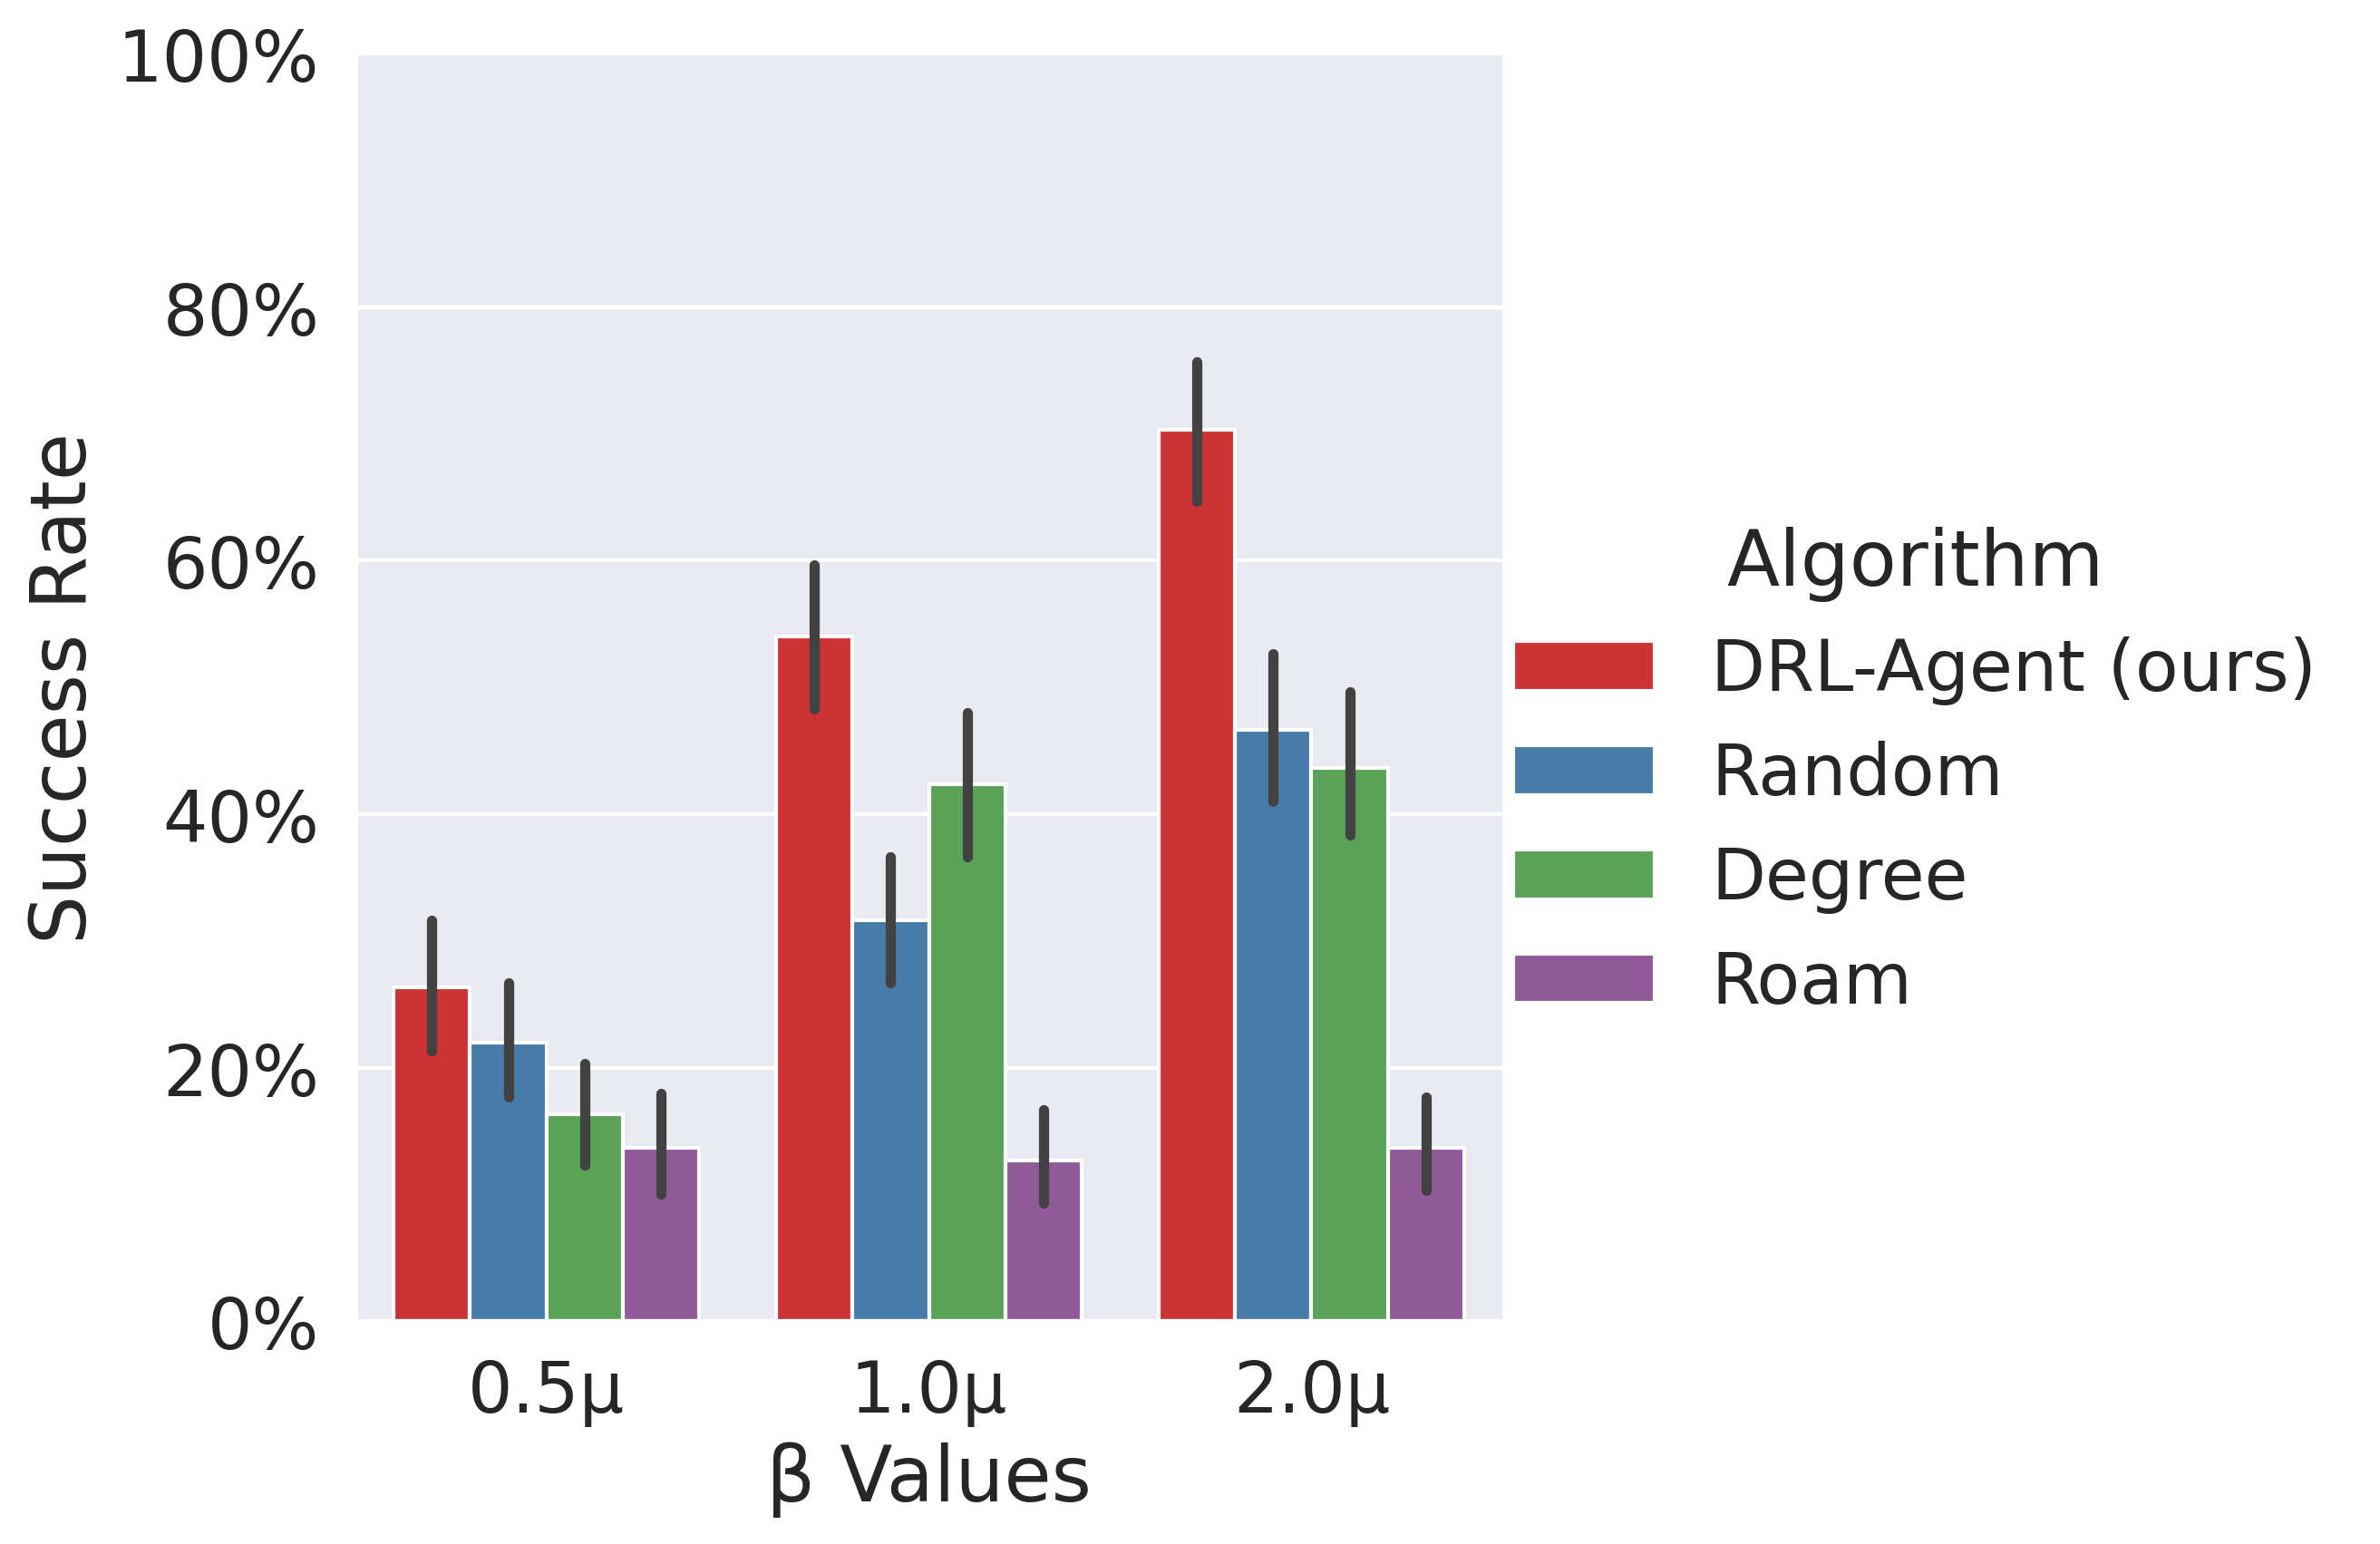 100%
80%
60%
40%
20%
0%
Success Rate
0.5µ 1.0µ 2.0µ
β Values
Algorithm
DRL-Agent (ours)
Random
Degree
Roam